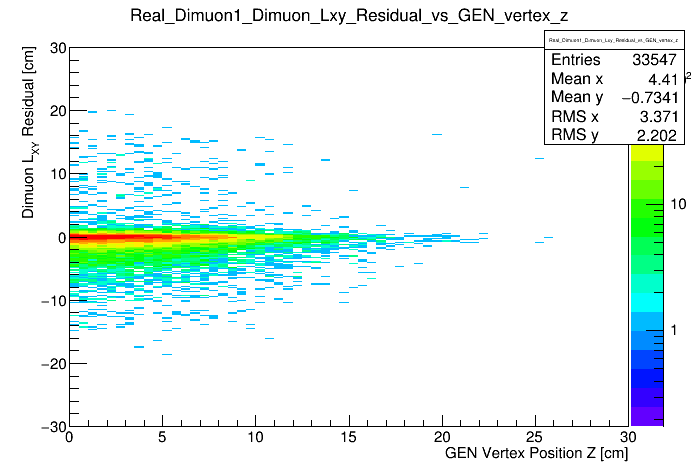 Real_Dimuon1_Dimuon_Lxy_Residual_vs_GEN_vertex_z
Real_Dimuon1_Dimuon_Lxy_Residual_vs_GEN_vertex_z
Entries 33547
Mean x 4.41
Mean y −0.7341
RMS x 3.371
RMS y 2.202
2
Dimuon LXY Residual [cm]
30
20
10
0
−10
−20
−30
0 5 10 15 20 25 30
GEN Vertex Position Z [cm]
10
1